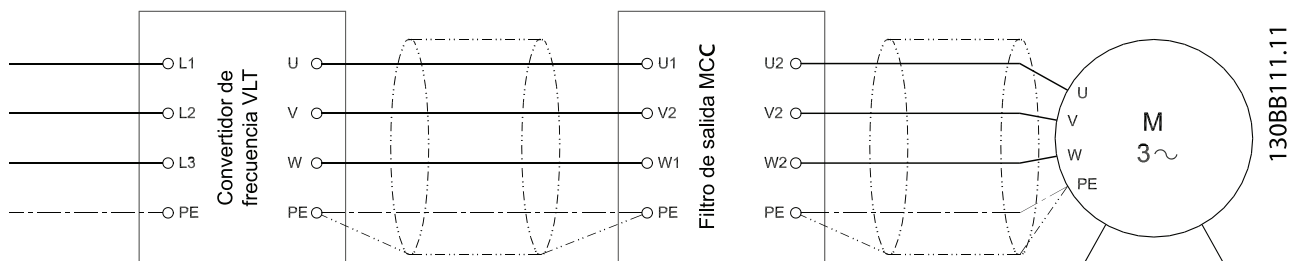 L1
L2
L3
PE
Convertidor de
frecuencia VLT
U
V
W
PE
U1
V2
W1
PE
Filtro de salida MCC
U2
V2
W2
PE
U
V
W
PE
M
3~
130BB111.11